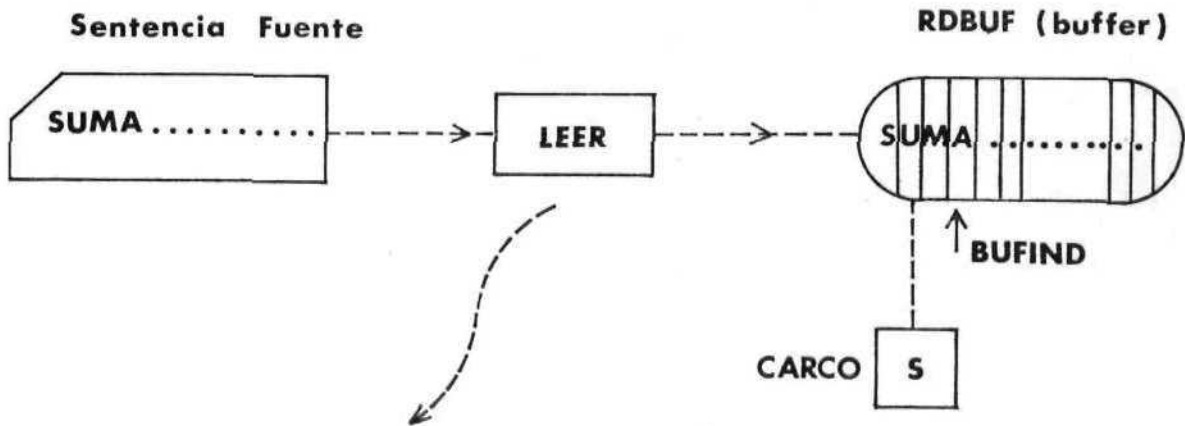 Sentencia Fuente
RDBUF (buffer)
SUMA ..........
LEER
SUMA ..........
BUFIND
CARCO
S